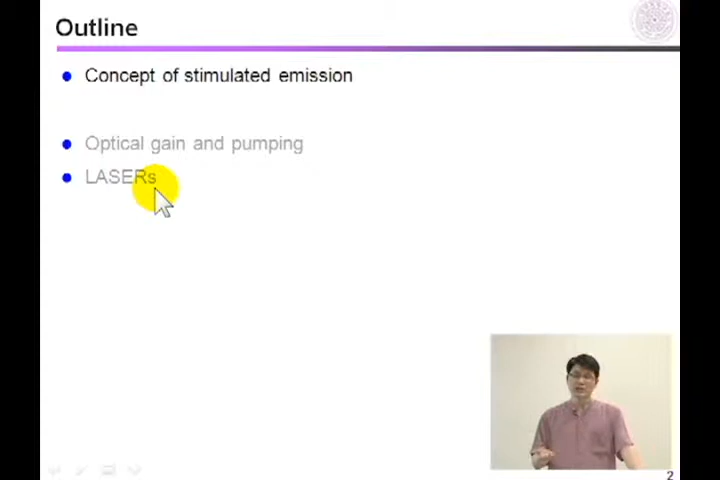 Outline
Concept of stimulated emission
Optical gain and pumping
LASERs
2